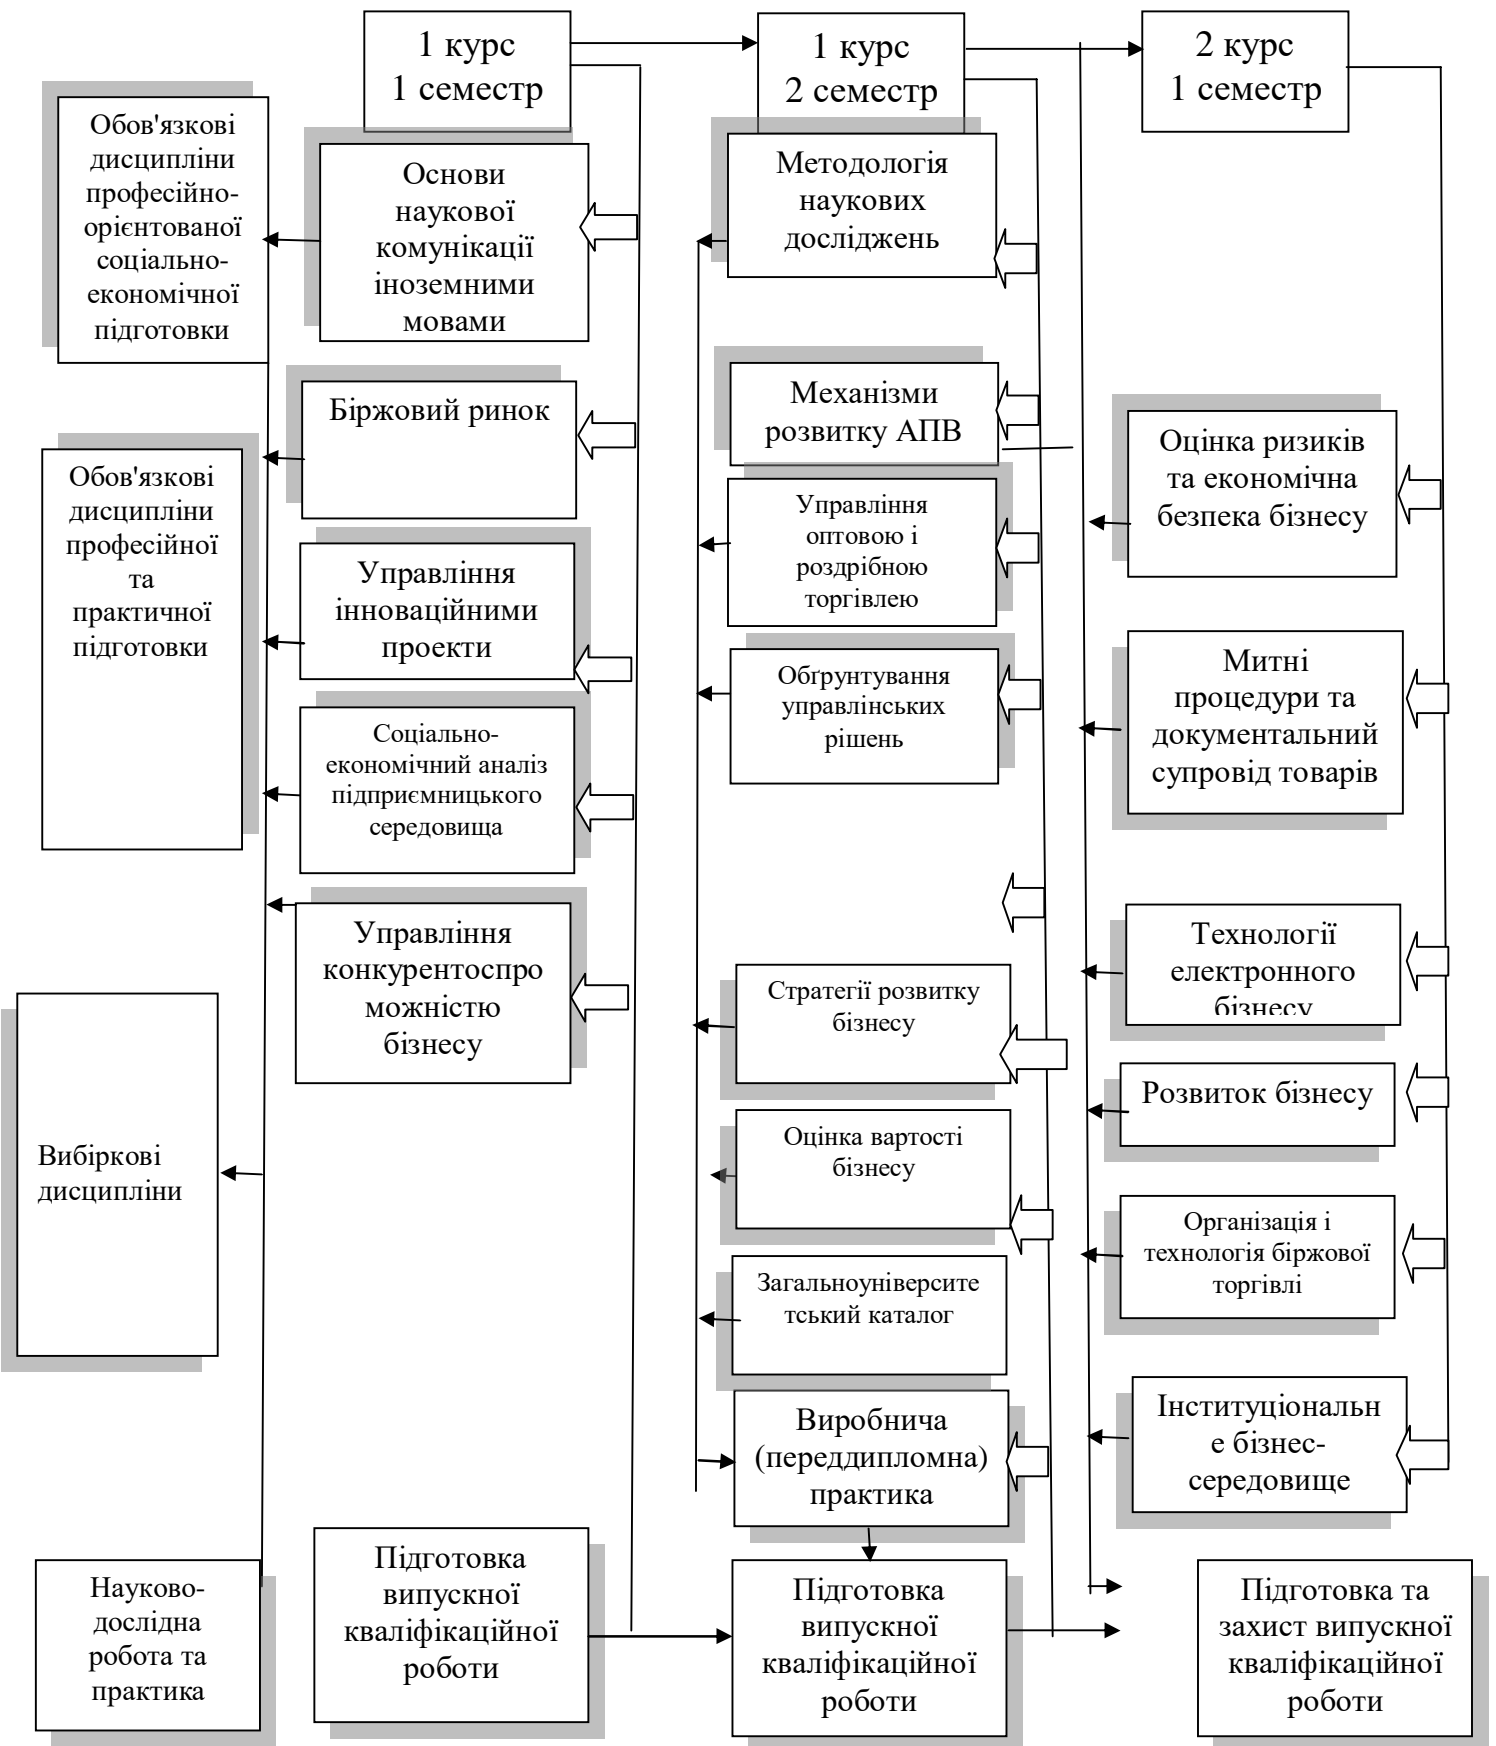 1 курс
1 семестр
1 курс
2 семестр
2 курс
1 семестр
Обов'язкові
дисципліни
професійно-
орієнтованої
соціально-
економічної
підготовки
Обов'язкові
дисципліни
професійної
та
практичної
підготовки
Вибіркові
дисципліни
Науково-
дослідна
робота та
практика
Основи
наукової
комунікації
іноземними
мовами
Біржовий ринок
Управління
інноваційними
проекти
Соціально-
економічний аналіз
підприємницького
середовища
Управління
конкурентоспро
можністю
бізнесу
Підготовка
випускної
кваліфікаційної
роботи
Методологія
наукових
досліджень
Механізми
розвитку АПВ
Управління
оптовою і
роздрібною
торгівлею
Обґрунтування
управлінських
рішень
Стратегії розвитку
бізнесу
Оцінка вартості
бізнесу
Загальноуніверсите
тський каталог
Виробнича
(переддипломна)
практика
Підготовка
випускної
кваліфікаційної
роботи
Оцінка ризиків
та економічна
безпека бізнесу
Митні
процедури та
документальний
супровід товарів
Технології
електронного
бізнесу
Розвиток бізнесу
Організація і
технологія біржової
торгівлі
Інституціональн
е бізнес-
середовище
Підготовка та
захист випускної
кваліфікаційної
роботи